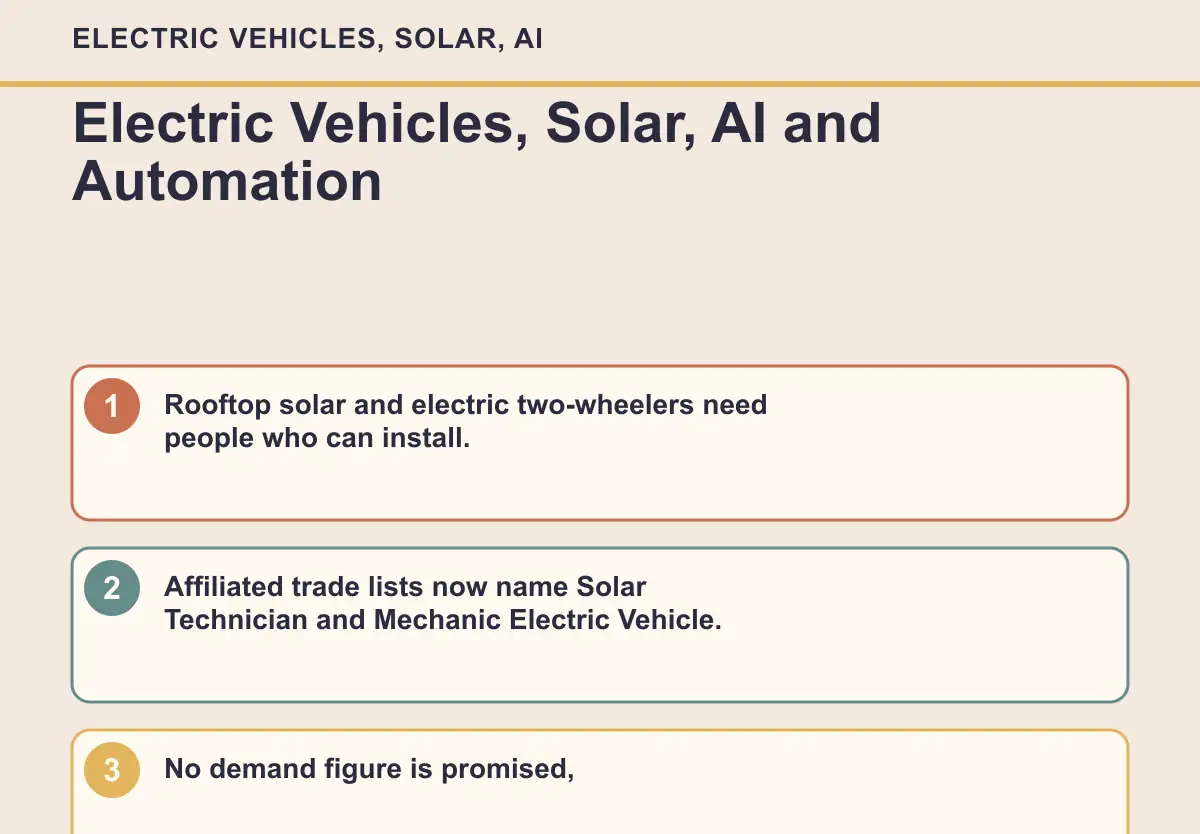 ELECTRIC VEHICLES, SOLAR, AI
Electric Vehicles, Solar, AI and
Automation
1
Rooftop solar and electric two-wheelers need
people who can install.
2
Affiliated trade lists now name Solar
Technician and Mechanic Electric Vehicle.
3
No demand figure is promised,